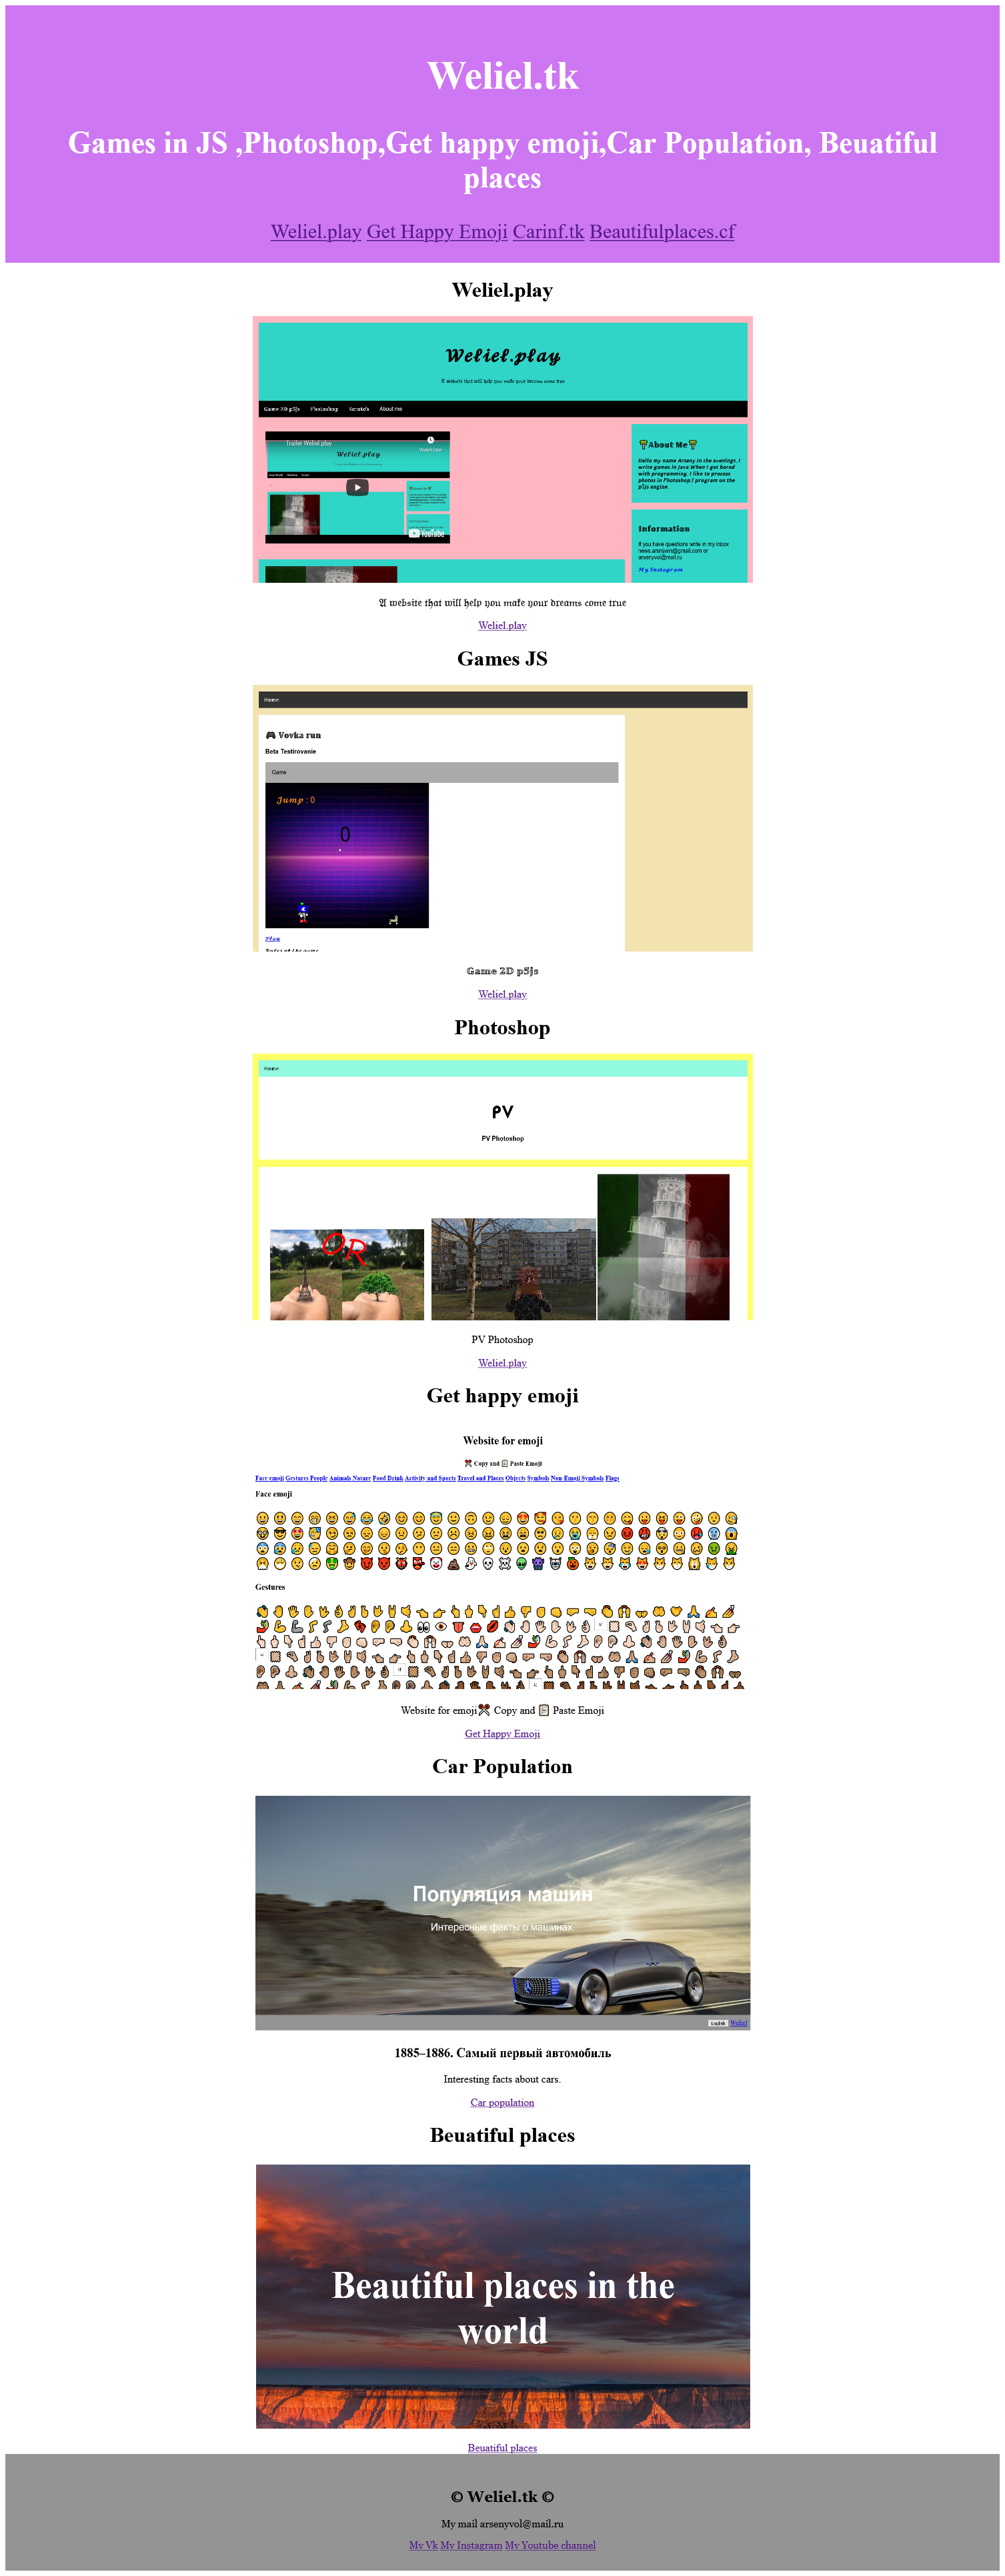 Weliel.tk
Games in JS ,Photoshop,Get happy emoji,Car Population, Beuatiful
places
Weliel.play Get Happy Emoji Carinf.tk Beautifulplaces.cf
Weliel.play
𝓦𝓮𝓵𝓲𝓮𝓵.𝓹𝓵𝓪𝔂
𝔄 𝔴𝔢𝔟𝔰𝔦𝔱𝔢 𝔱𝔥𝔞𝔱 𝔴𝔦𝔩𝔩 𝔥𝔢𝔩𝔭 𝔶𝔬𝔲 𝔪𝔞𝔨𝔢 𝔶𝔬𝔲𝔯 𝔡𝔯𝔢𝔞𝔪𝔰 𝔠𝔬𝔪𝔢 𝔱𝔯𝔲𝔢
Game 2D p5js Photoshop Scratch About me
Trailer Weliel.play
Watch later
Weliel.play
YouTube
About Me
Hello my name Arseny in the evenings. I
write games in java.When I get bored
with programming. I like to process
photos in Photoshop I program on the
p5js engine.
Information
If you have questions write in my inbox
news.arsnjwin@gmail.com or
arsenyvol@mail.ru
My Instagram
𝔄 𝔴𝔢𝔟𝔰𝔦𝔱𝔢 𝔱𝔥𝔞𝔱 𝔴𝔦𝔩𝔩 𝔥𝔢𝔩𝔭 𝔶𝔬𝔲 𝔪𝔞𝔨𝔢 𝔶𝔬𝔲𝔯 𝔡𝔯𝔢𝔞𝔪𝔰 𝔠𝔬𝔪𝔢 𝔱𝔯𝔲𝔢
Weliel.play
Games JS
Home
🎮 Vovka run
Beta Testirovanie
Game
Jump : 0
0
Play
Game 2D p5js
Weliel.play
Photoshop
Home
PV
PV Photoshop
OR
PV Photoshop
Weliel.play
Get happy emoji
Website for emoji
Copy and 📋 Paste Emoji
Face emoji Gestures People Animals Nature Food Drink Activity and Sports Travel and Places Objects Symbols Non-Emoji Symbols Flags
Face emoji
Gestures
Website for emoji Copy and 📋 Paste Emoji
Get Happy Emoji
Car Population
Популяция машин
Интересные факты о машинах.
English Weliel
1885–1886. Самый первый автомобиль
Interesting facts about cars.
Car population
Beuatiful places
Beautiful places in the
world
Beuatiful places
© Weliel.tk ©
My mail arsenyvol@mail.ru
My Vk My Instagram My Youtube channel